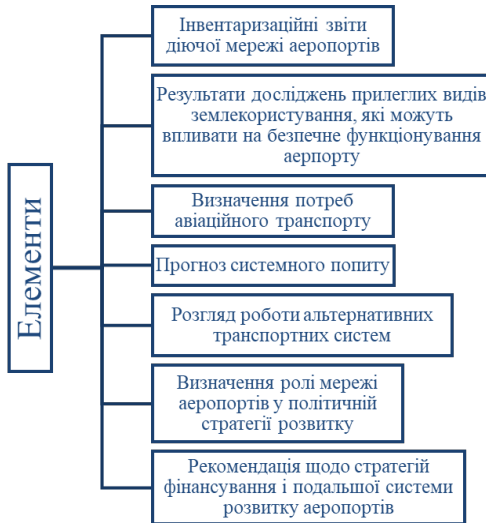 Елементи
Інвентаризаційні звіти
діючої мережі аеропортів
Результати досліджень прилеглих видів
землекористування, які можуть
впливати на безпечне функціонування
аерпорту
Визначення потреб
авіаційного транспорту
Прогноз системного попиту
Розгляд роботи альтернативних
транспортних систем
Визначення ролі мережі
аеропортів у політичній
стратегії розвитку
Рекомендація щодо стратегій
фінансування і подальшої системи
розвитку аеропортів